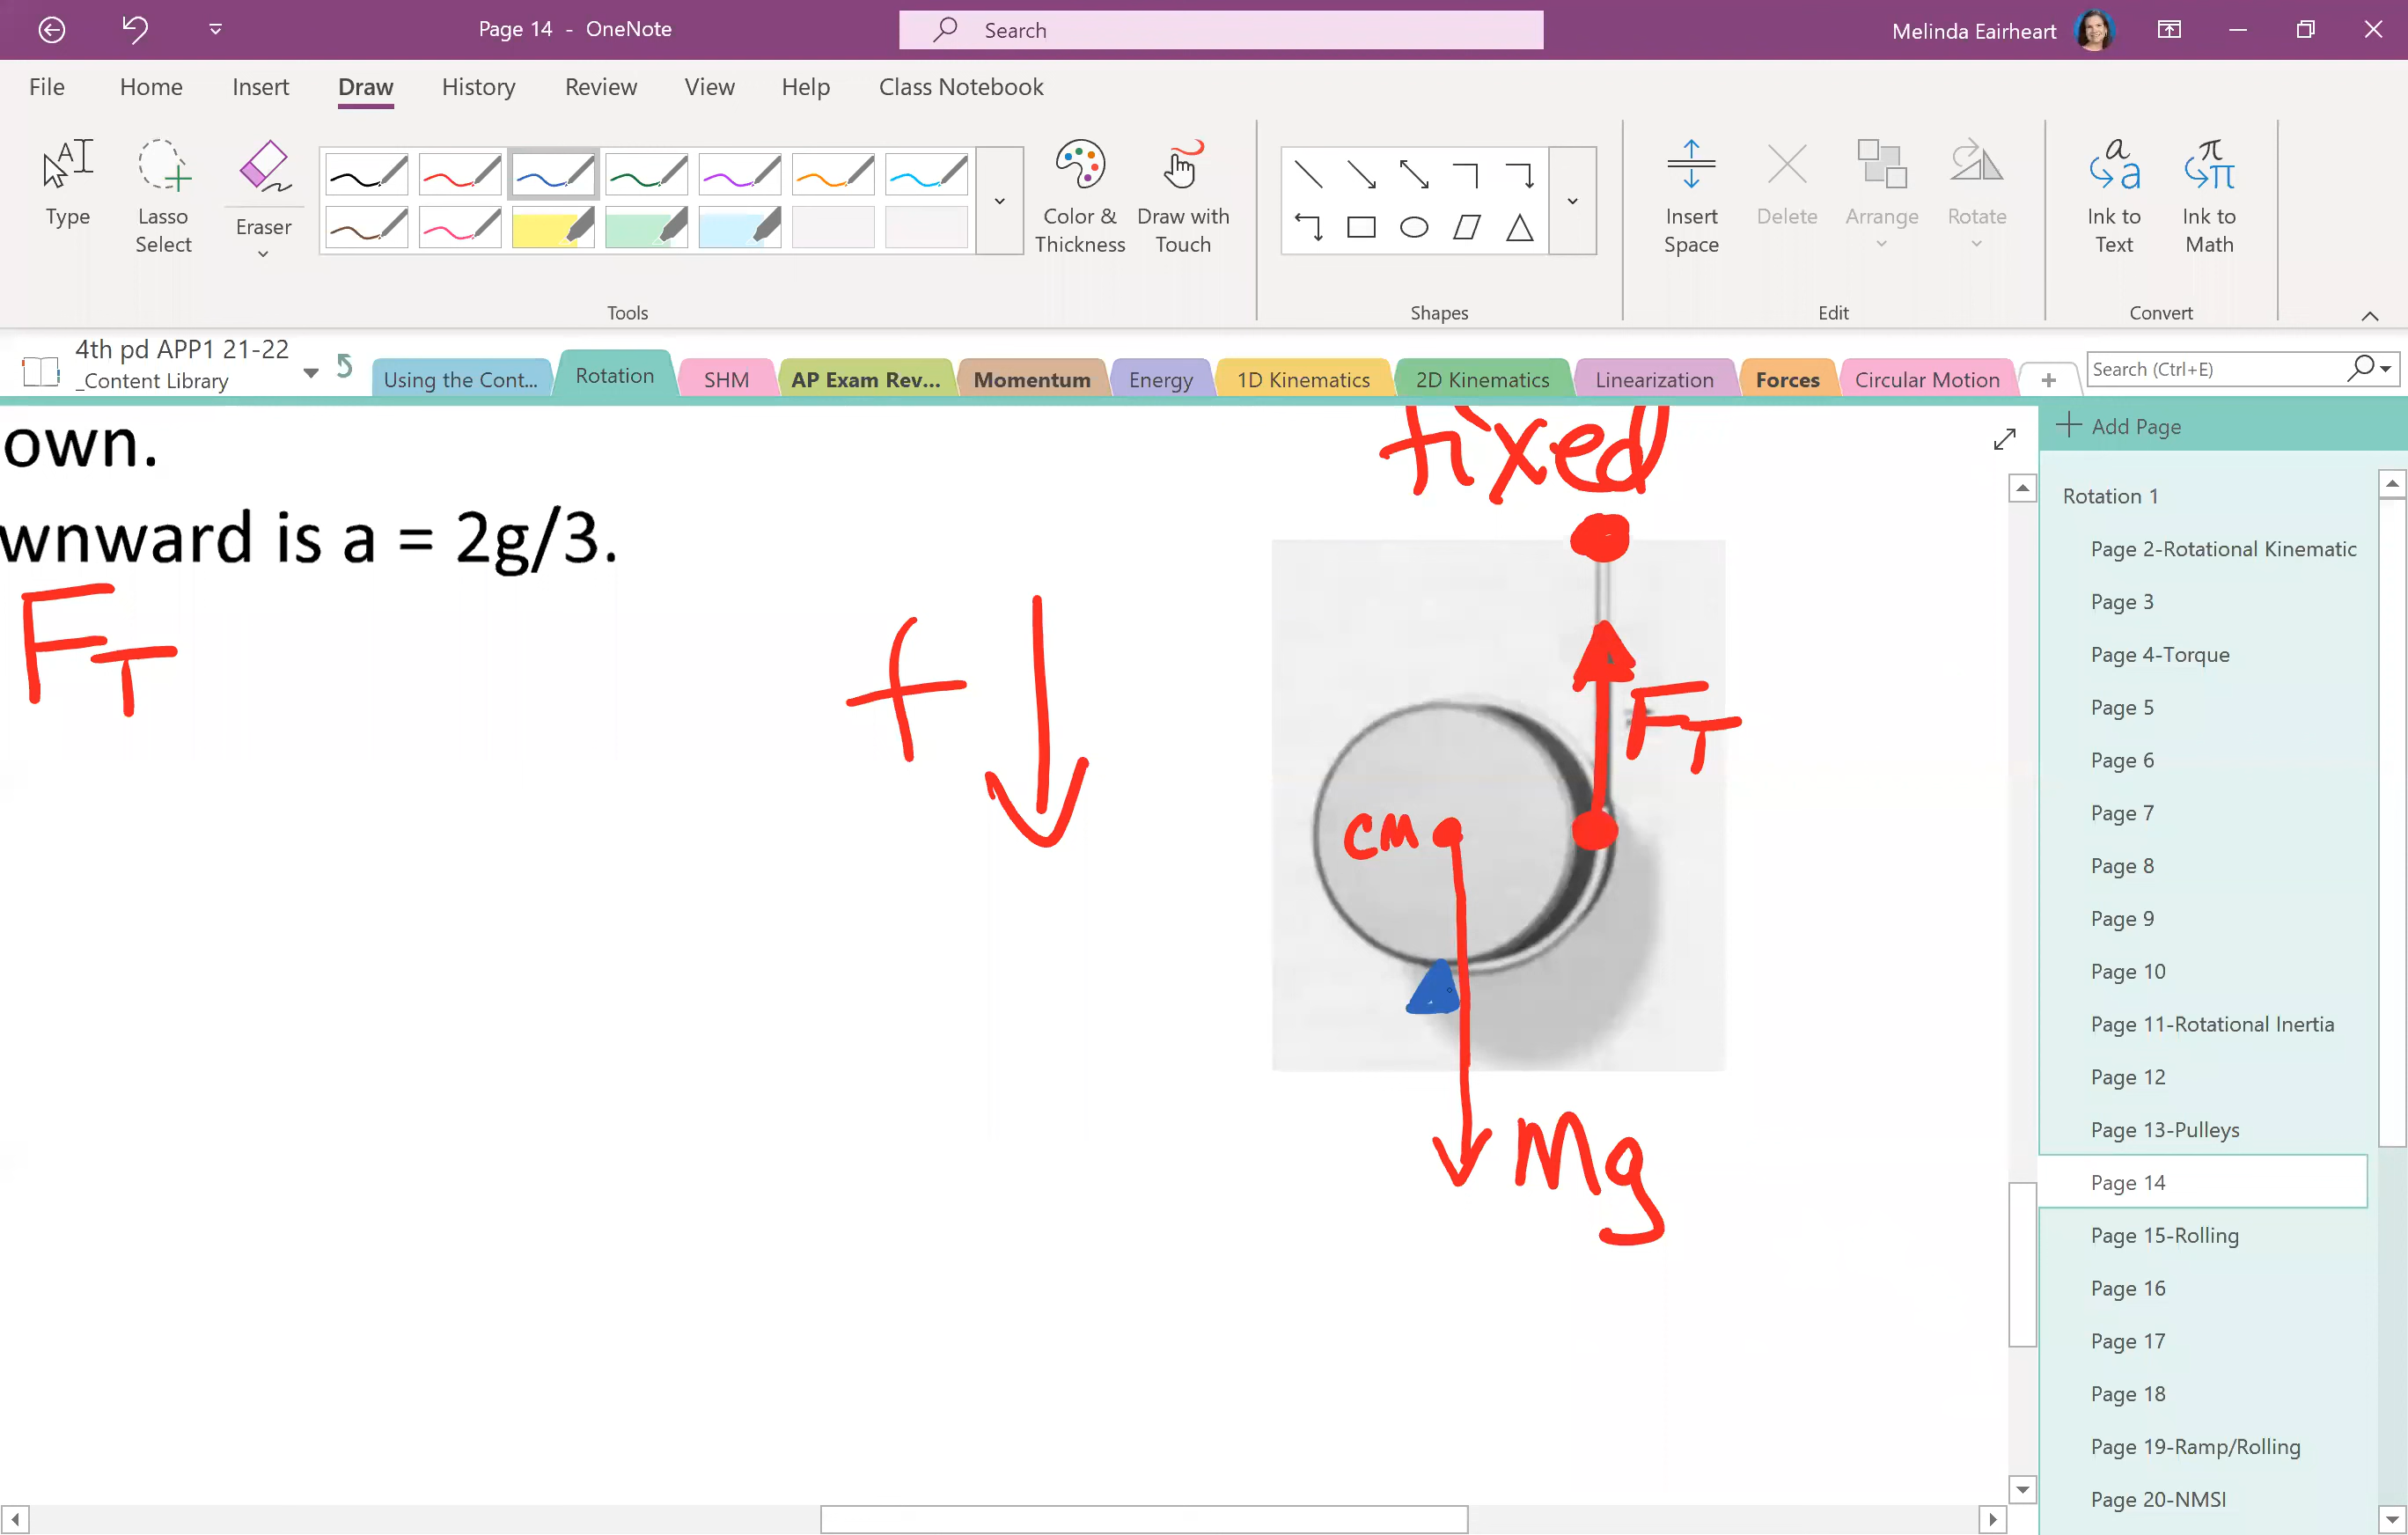 Page 14 - OneNote
Search
Melinda Eairheart
File Home Insert Draw History Review View Help Class Notebook
Type
Lasso Select
Eraser
Color & Thickness
Draw with Touch
Insert Space
Delete
Arrange
Rotate
Ink to Text
Ink to Math
Tools
Shapes
Edit
Convert
4th pd APP1 21-22
_Content Library
Using the Cont... Rotation SHM AP Exam Rev... Momentum Energy 1D Kinematics 2D Kinematics Linearization Forces Circular Motion +
Search (Ctrl+E)
own.
wnward is a = 2g/3.
FT
+
fixed
FT
CM
Mg
Add Page
Rotation 1
Page 2-Rotational Kinematic
Page 3
Page 4-Torque
Page 5
Page 6
Page 7
Page 8
Page 9
Page 10
Page 11-Rotational Inertia
Page 12
Page 13-Pulleys
Page 14
Page 15-Rolling
Page 16
Page 17
Page 18
Page 19-Ramp/Rolling
Page 20-NMSI